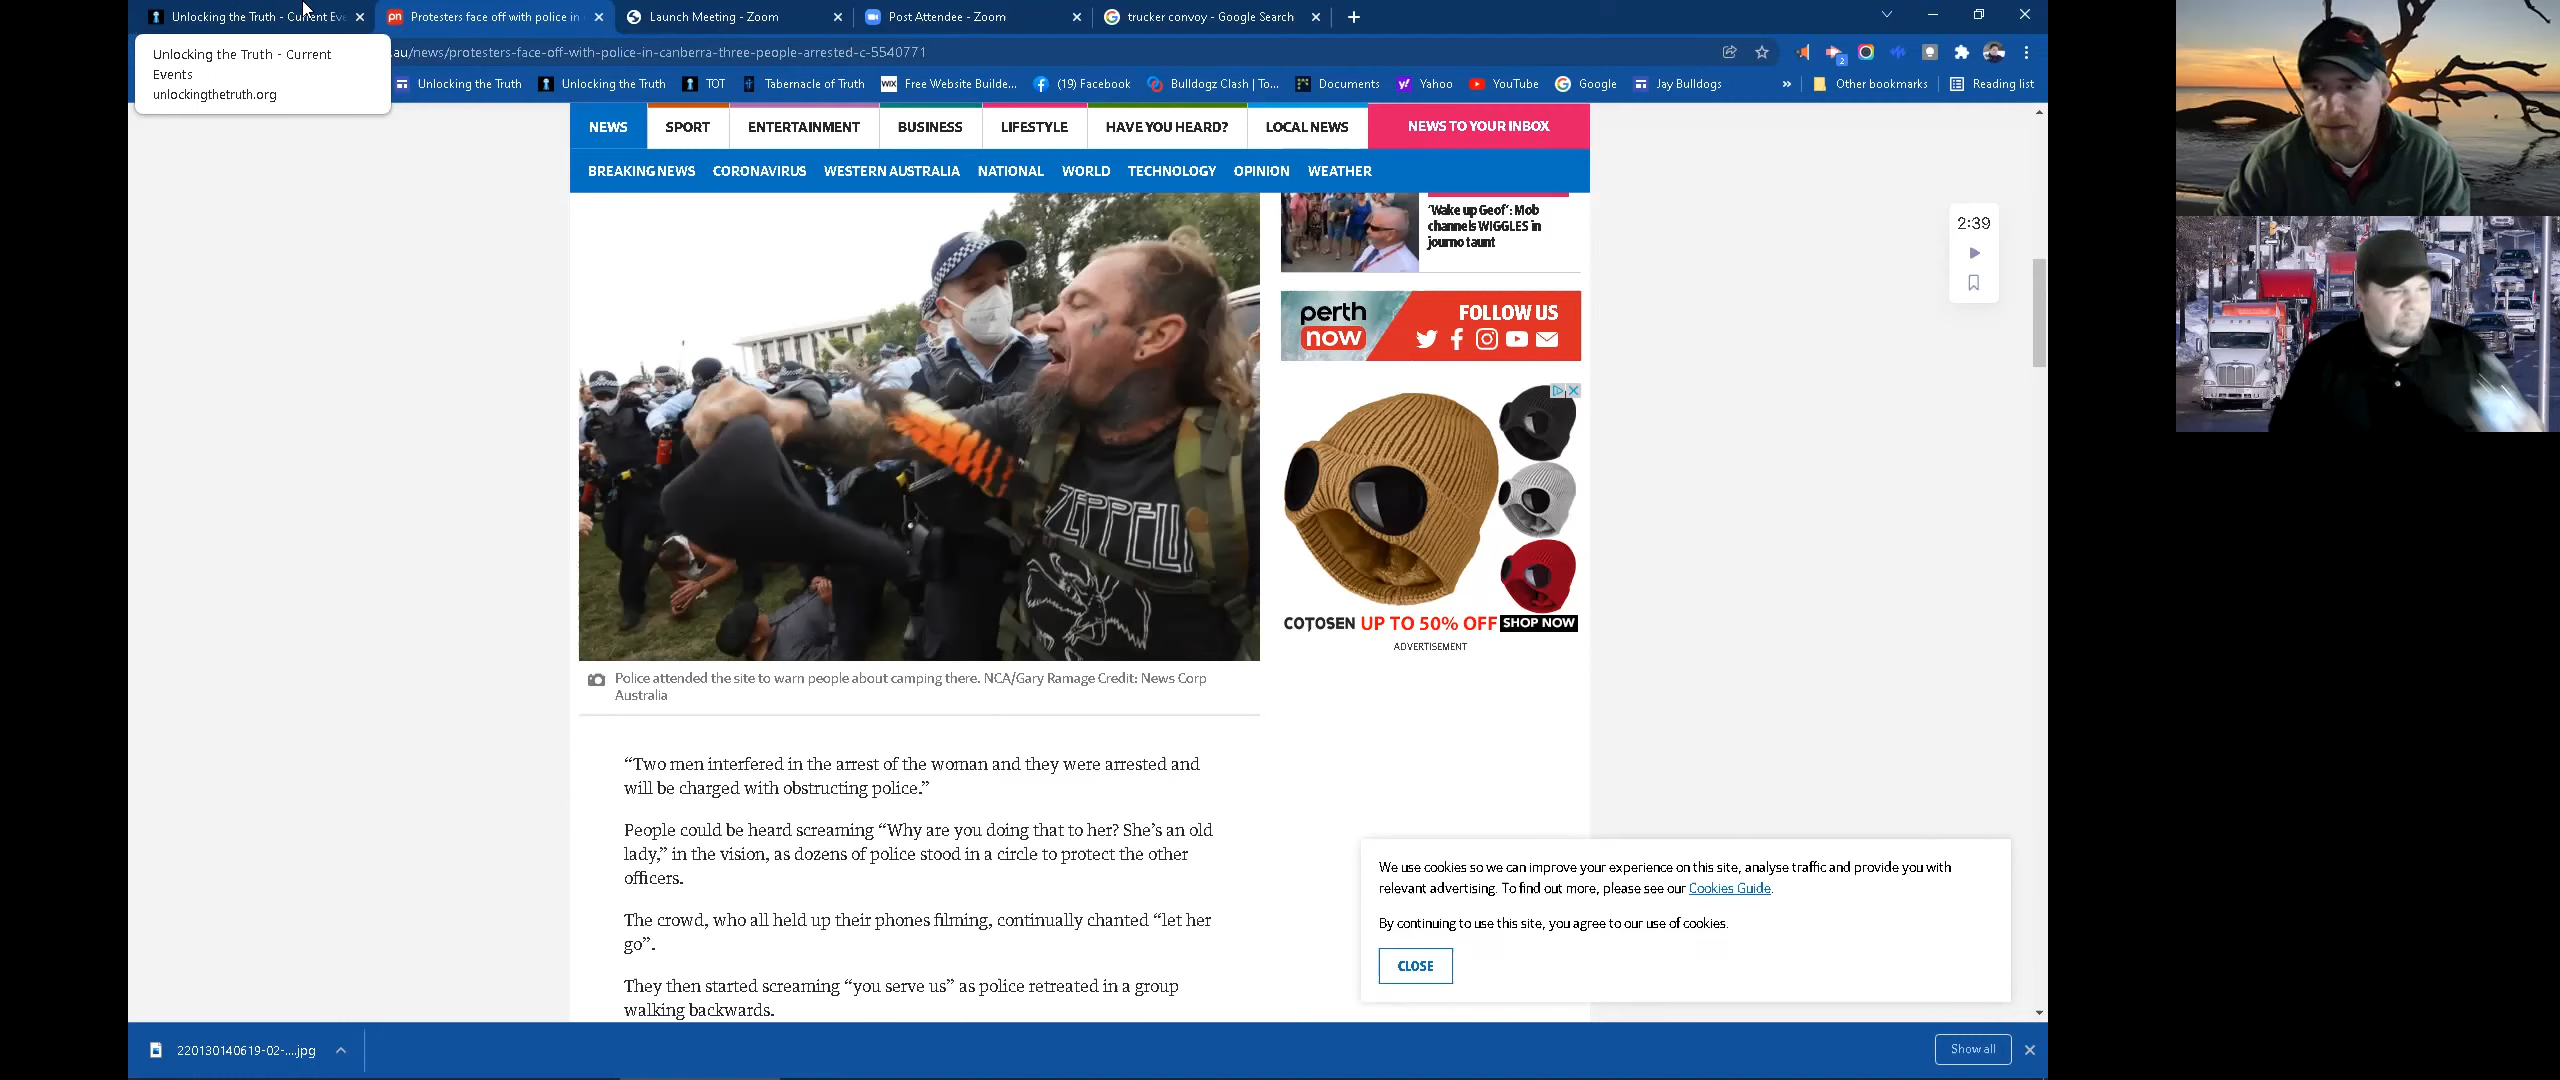 Unlocking the Truth - Current Eve
Protesters face off with police in
Launch Meeting - Zoom
Post Attendee - Zoom
trucker convoy - Google Search
Unlocking the Truth - Current
Events
unlockingthetruth.org
.au/news/protesters-face-off-with-police-in-canberra-three-people-arrested-c-5540771
2
Unlocking the Truth
Unlocking the Truth
TOT
Tabernacle of Truth
WIX
Free Website Builde...
(19) Facebook
Bulldogz Clash | To...
Documents
Yahoo
YouTube
Google
Jay Bulldogs
»
Other bookmarks
Reading list
NEWS
SPORT
ENTERTAINMENT
BUSINESS
LIFESTYLE
HAVE YOU HEARD?
LOCAL NEWS
NEWS TO YOUR INBOX
BREAKING NEWS
CORONAVIRUS
WESTERN AUSTRALIA
NATIONAL
WORLD
TECHNOLOGY
OPINION
WEATHER
'Wake up Geof': Mob
channels WIGGLES in
journo taunt
2:39
perth
now
FOLLOW US
ZEPPELI
COTOSEN UP TO 50% OFF SHOP NOW
ADVERTISEMENT
Police attended the site to warn people about camping there. NCA/Gary Ramage Credit: News Corp
Australia
“Two men interfered in the arrest of the woman and they were arrested and
will be charged with obstructing police.”
People could be heard screaming “Why are you doing that to her? She’s an old
lady,” in the vision, as dozens of police stood in a circle to protect the other
officers.
The crowd, who all held up their phones filming, continually chanted “let her
go”.
They then started screaming “you serve us” as police retreated in a group
walking backwards.
We use cookies so we can improve your experience on this site, analyse traffic and provide you with
relevant advertising. To find out more, please see our Cookies Guide.
By continuing to use this site, you agree to our use of cookies.
CLOSE
220130140619-02-....jpg
Show all